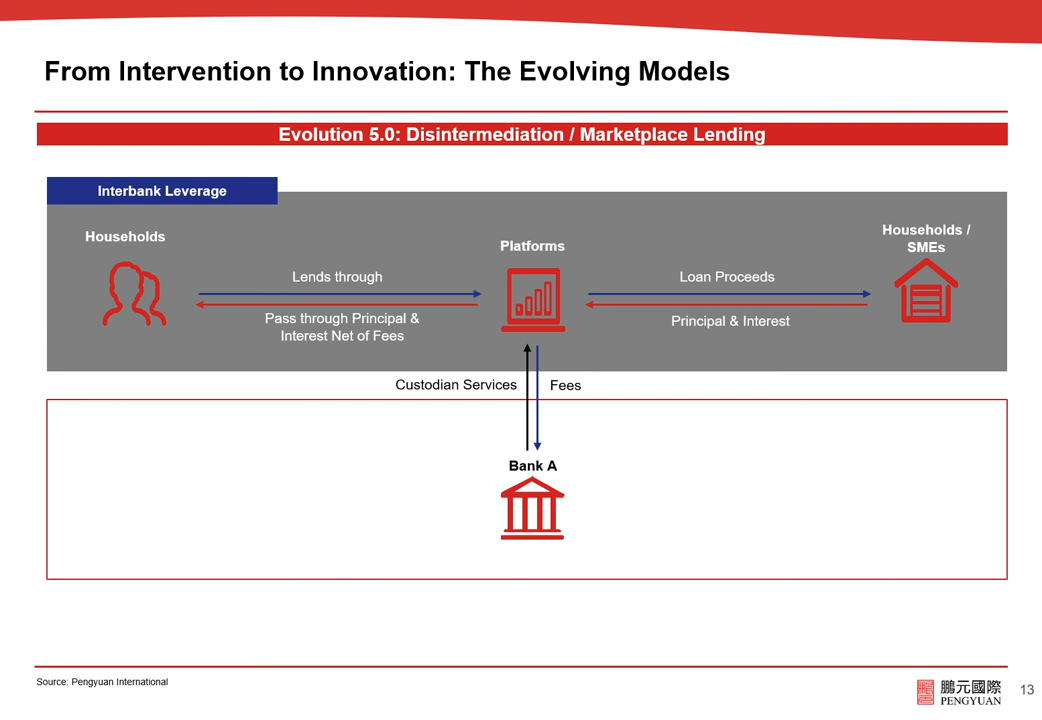 From Intervention to Innovation: The Evolving Models
Evolution 5.0: Disintermediation / Marketplace Lending
Interbank Leverage
Households
Platforms
Households /
SMEs
Lends through
Loan Proceeds
Pass through Principal &
Interest Net of Fees
Principal & Interest
Custodian Services
Fees
Bank A
Source: Pengyuan International
鵬元國際
PENGYUAN
13